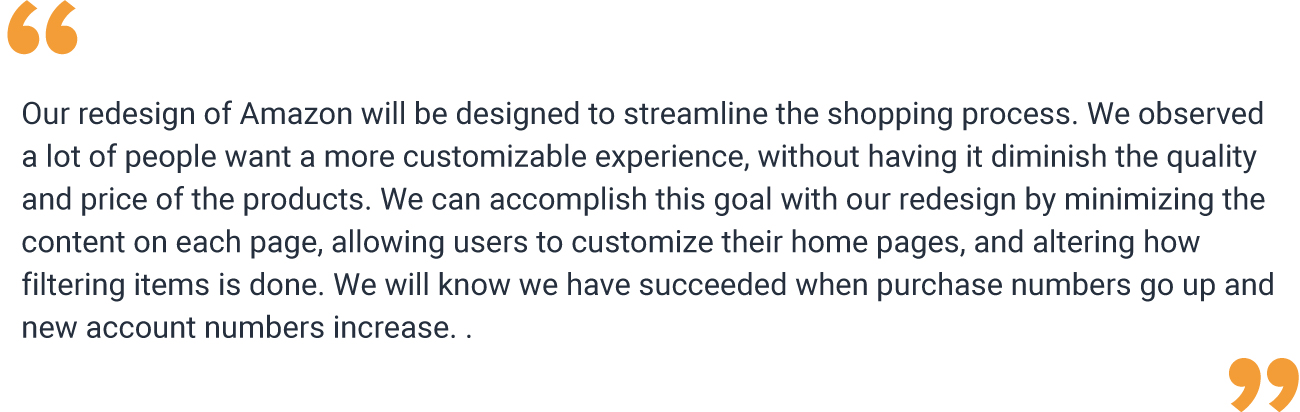 “
Our redesign of Amazon will be designed to streamline the shopping process. We observed
a lot of people want a more customizable experience, without having it diminish the quality
and price of the products. We can accomplish this goal with our redesign by minimizing the
content on each page, allowing users to customize their home pages, and altering how
filtering items is done. We will know we have succeeded when purchase numbers go up and
new account numbers increase. .
”